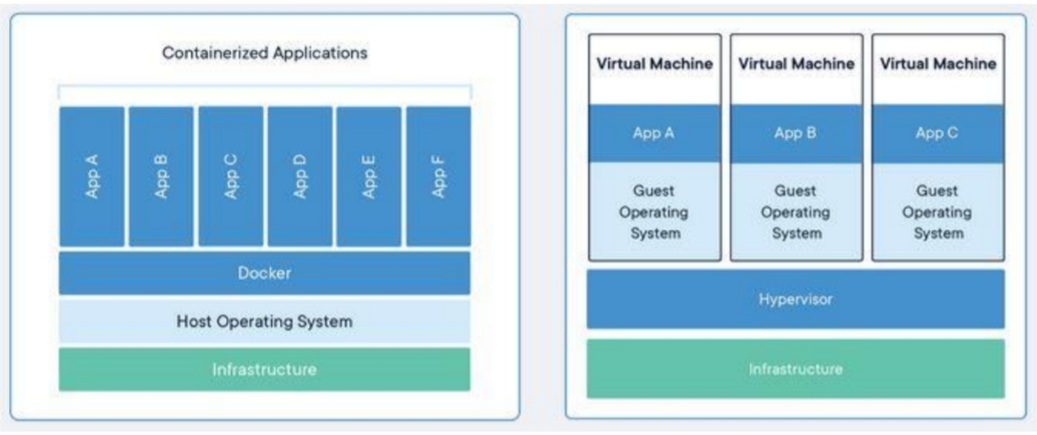 Containerized Applications
App A
App B
App C
App D
App E
App F
Docker
Host Operating System
Infrastructure
Virtual Machine
App A
Guest
Operating
System
Virtual Machine
App B
Guest
Operating
System
Virtual Machine
App C
Guest
Operating
System
Hypervisor
Infrastructure